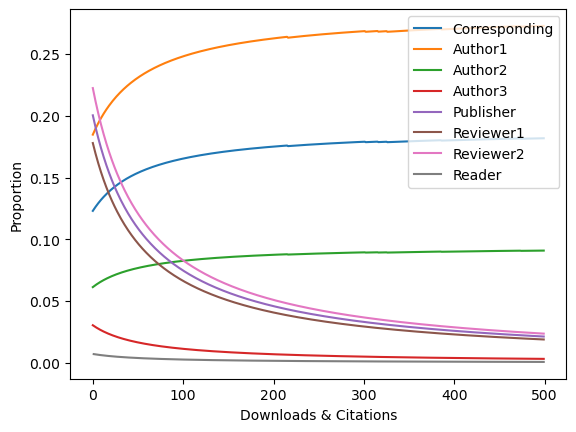 Corresponding
Author1
Author2
Author3
Publisher
Reviewer1
Reviewer2
Reader
0.25
0.20
0.15
0.10
0.05
0.00
Proportion
0 100 200 300 400 500
Downloads & Citations